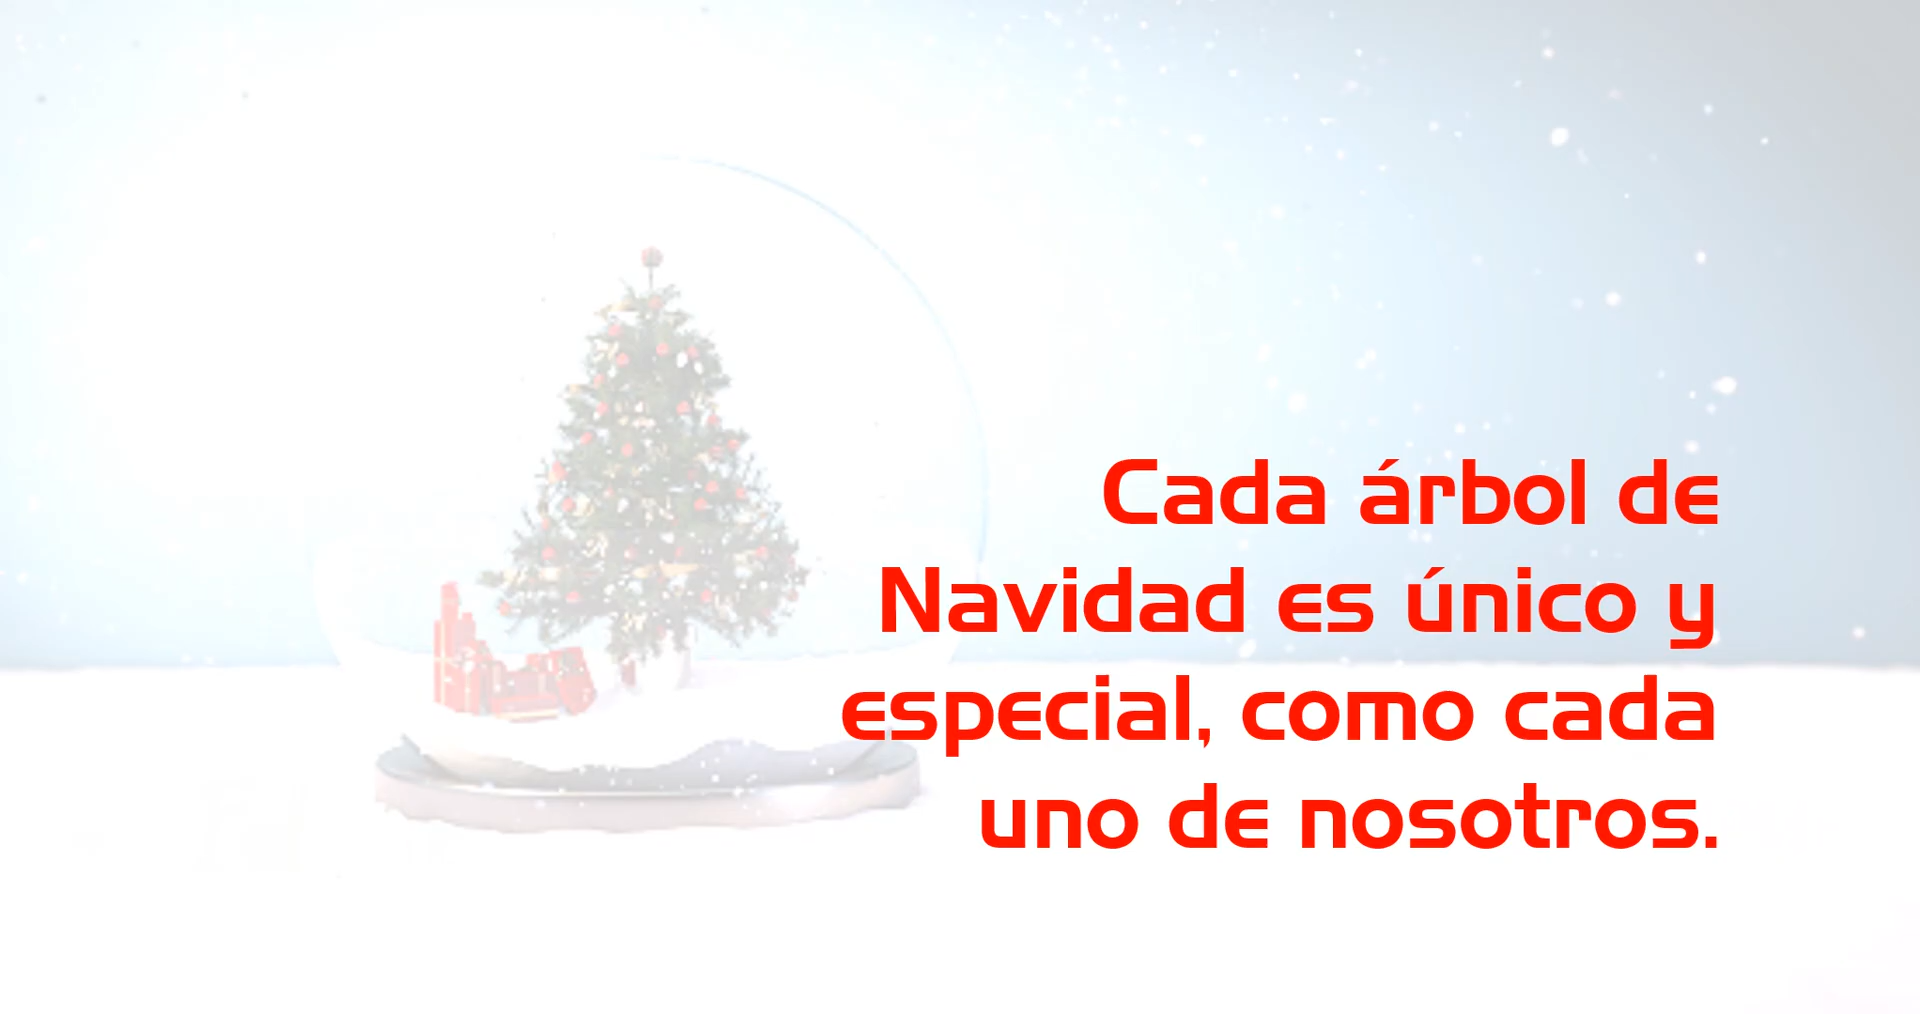 Cada árbol de
Navidad es único y
especial, como cada
uno de nosotros.